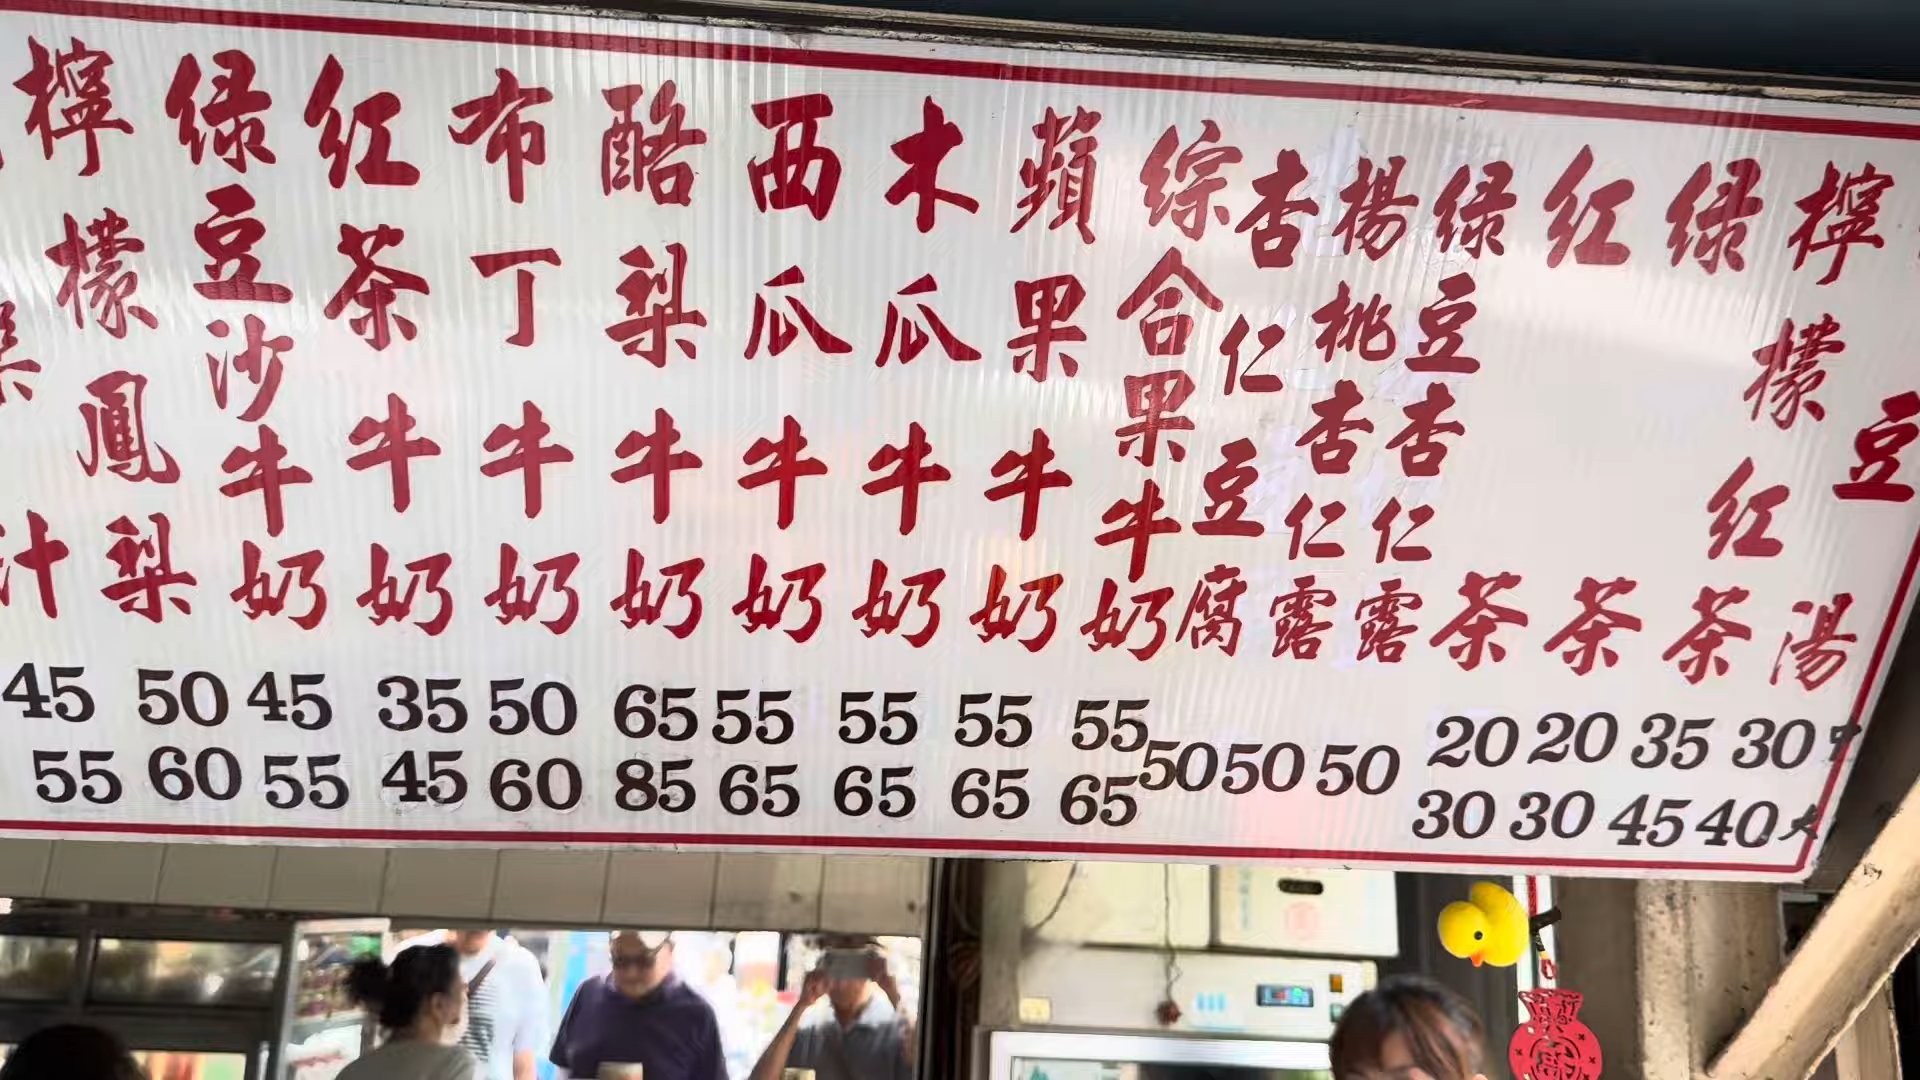 豆湯
檸檬紅茶
綠茶
紅茶
綠豆杏仁露
楊桃杏仁露
杏仁豆腐
綜合果牛奶
蘋果牛奶
木瓜牛奶
西瓜牛奶
酪梨牛奶
布丁牛奶
紅茶牛奶
綠豆沙牛奶
檸檬鳳梨
汁
45 50 45 35 50 65 55 55 55 55 50 50 50 20 20 35 30 中
55 60 55 45 60 85 65 65 65 65 30 30 45 40 大